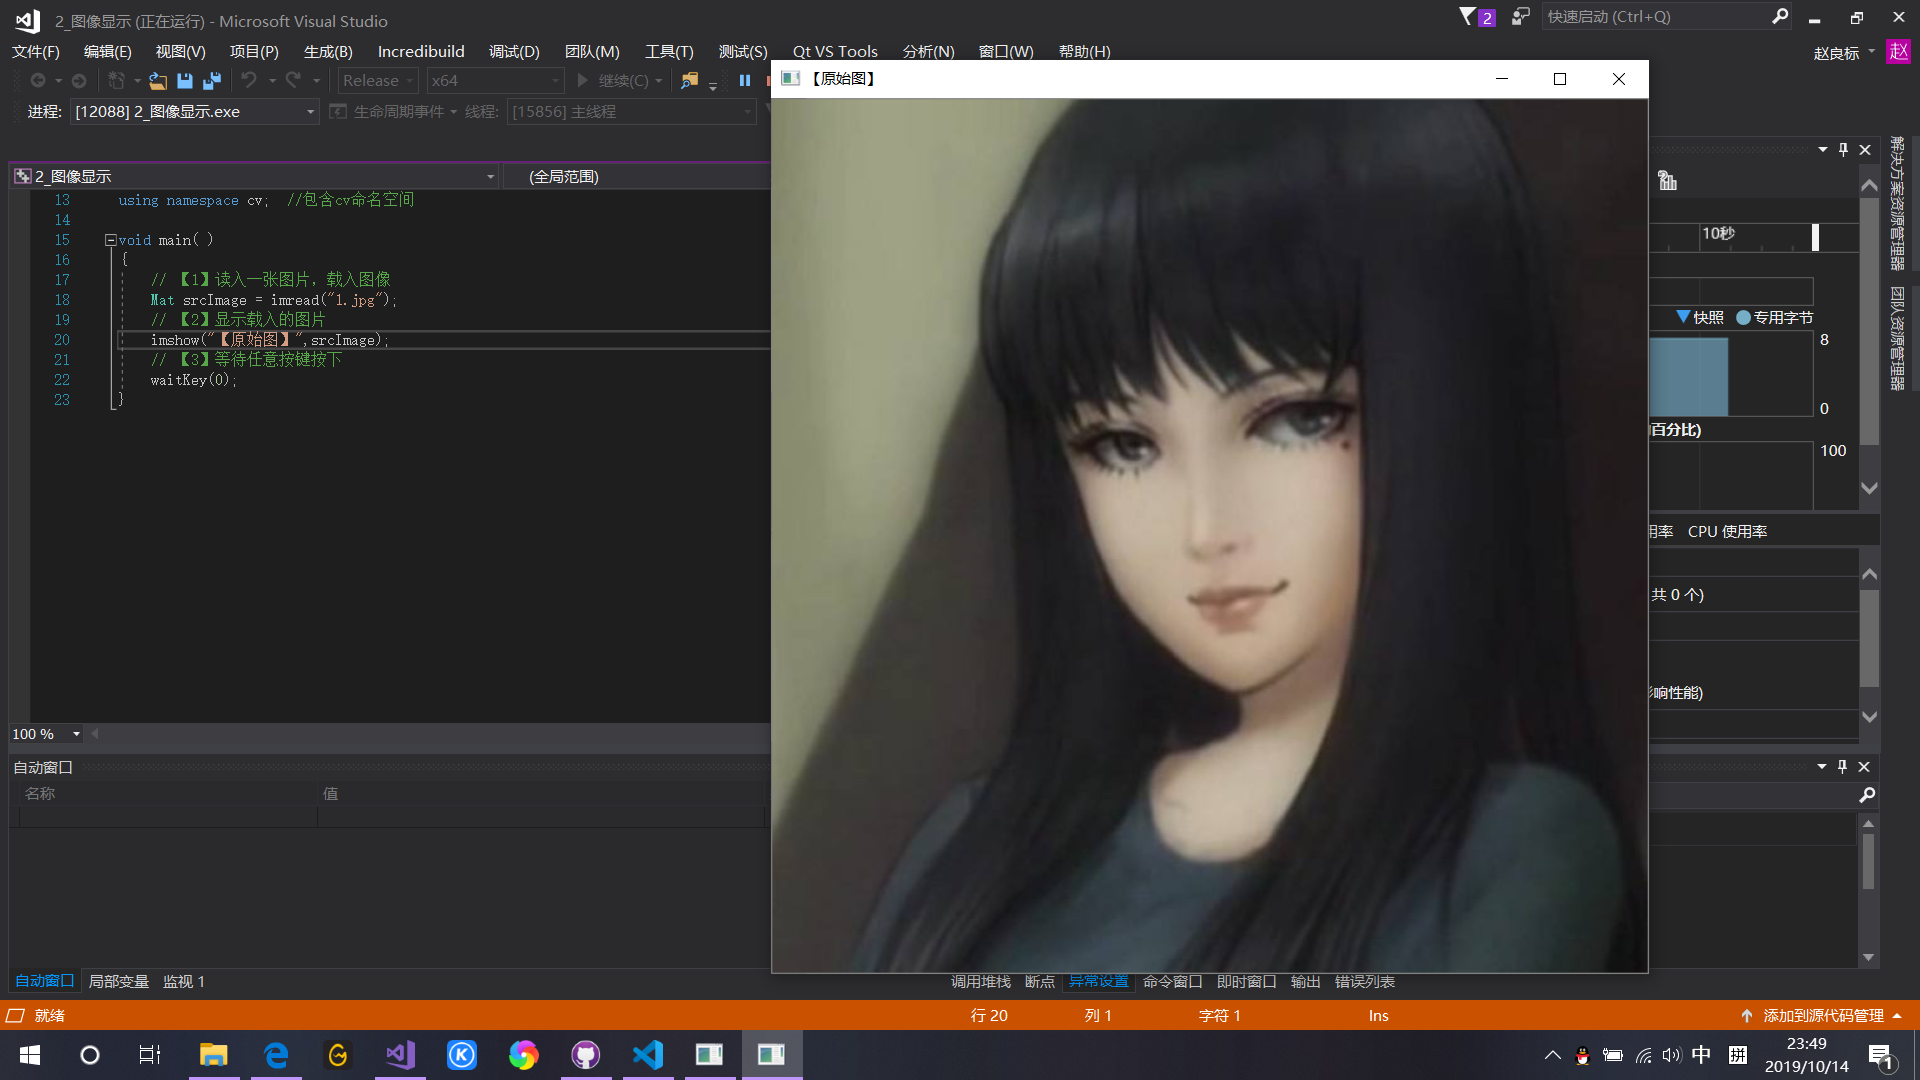 2_图像显示 (正在运行) - Microsoft Visual Studio
2
快速启动 (Ctrl+Q)
文件(F) 编辑(E) 视图(V) 项目(P) 生成(B) Incredibuild 调试(D) 团队(M) 工具(T) 测试(S) Qt VS Tools 分析(N) 窗口(W) 帮助(H)
赵良标 赵
Release x64 继续(C)
进程: [12088] 2_图像显示.exe 生命周期事件 线程: [15856] 主线程
【原始图】
2_图像显示 (全局范围)
13 using namespace cv; //包含cv命名空间
14
15 void main( )
16 {
17 // 【1】读入一张图片，载入图像
18 Mat srcImage = imread("1.jpg");
19 // 【2】显示载入的图片
20 imshow("【原始图】",srcImage);
21 // 【3】等待任意按键按下
22 waitKey(0);
23 }
10秒
快照 专用字节
8
0
百分比)
100
用率 CPU 使用率
共 0 个)
影响性能)
解决方案资源管理器
团队资源管理器
100 %
自动窗口
名称 值
自动窗口 局部变量 监视 1
调用堆栈 断点 异常设置 命令窗口 即时窗口 输出 错误列表
就绪 行 20 列 1 字符 1 Ins 添加到源代码管理
中 拼
23:49
2019/10/14
1